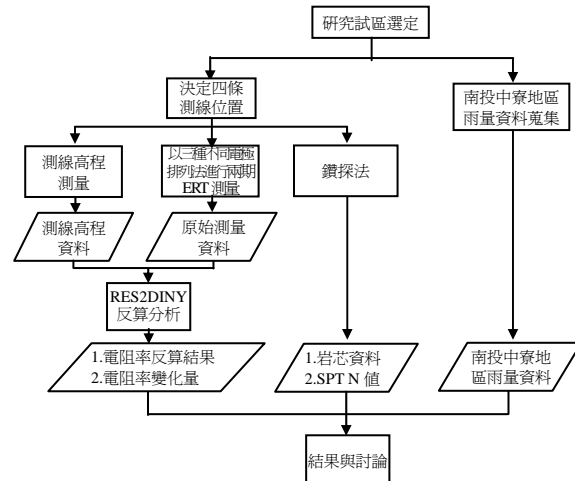 研究試區選定
決定四條
測線位置
南投中寮地區
雨量資料蒐集
測線高程
測量
以三種不同電極
排列法進行兩期
ERT 測量
鑽探法
測線高程
資料
原始測量
資料
RES2DINY
反算分析
1.電阻率反算結果
2.電阻率變化量
1.岩芯資料
2.SPT N 值
南投中寮地
區雨量資料
結果與討論